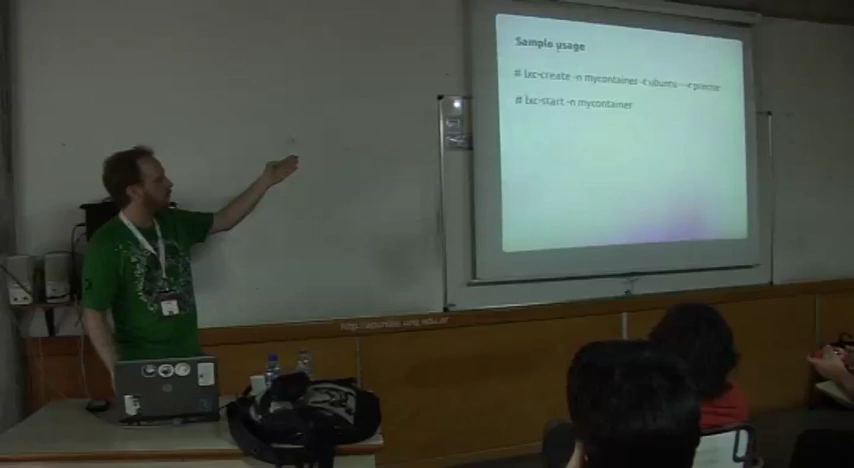 Sample usage
# lxc-create -n mycontainer -t ubuntu -- -r precise
# lxc-start -n mycontainer